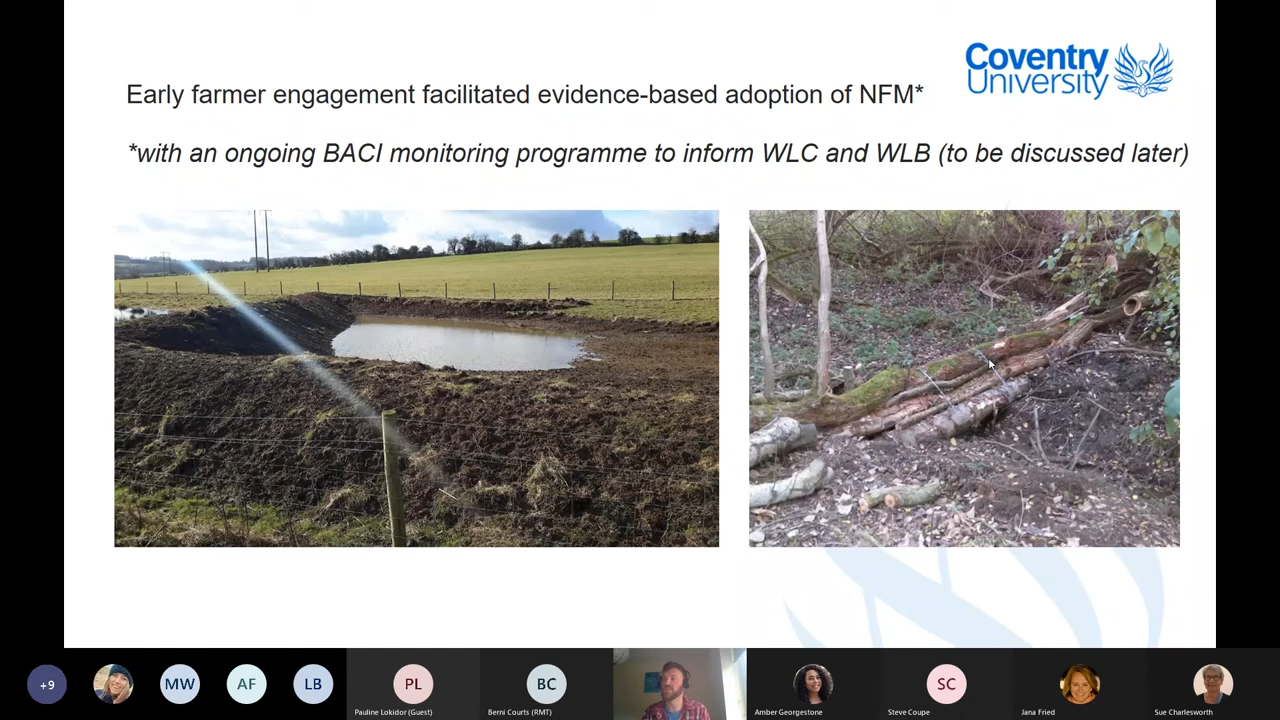 Coventry
University
Early farmer engagement facilitated evidence-based adoption of NFM*
*with an ongoing BACI monitoring programme to inform WLC and WLB (to be discussed later)
+9
MW
AF
LB
PL
BC
SC
Pauline Lokidor (Guest)
Berni Courts (RMT)
Amber Georgestone
Steve Coupe
Jana Fried
Sue Charlesworth